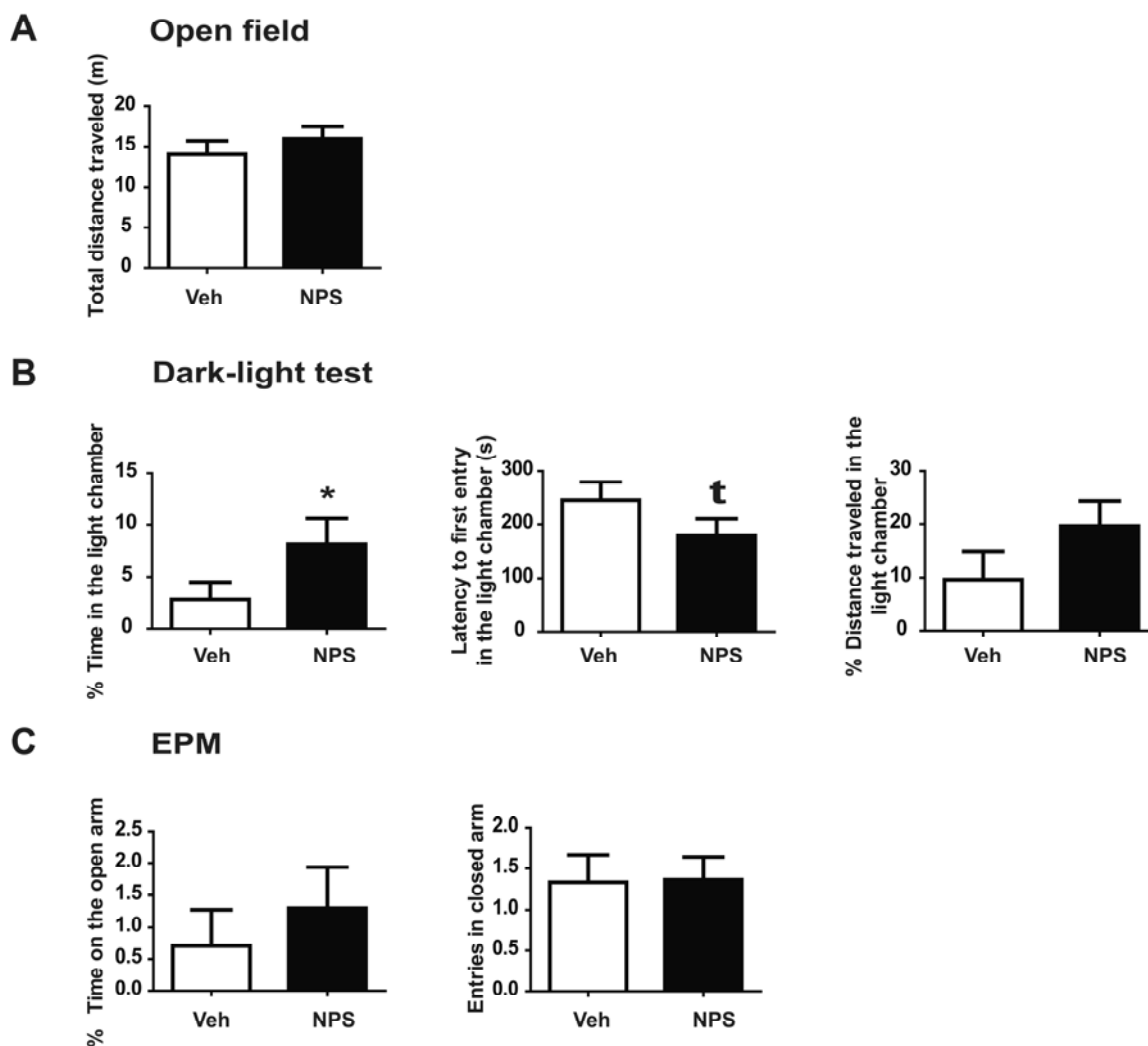 A Open field
Total distance traveled (m)
20
15
10
5
0
Veh NPS
B Dark-light test
% Time in the light chamber
15
10
5
0
*
Veh NPS
Latency to first entry
in the light chamber (s)
300
200
100
0
t
Veh NPS
% Distance traveled in the
light chamber
30
20
10
0
Veh NPS
C EPM
% Time on the open arm
2.5
2.0
1.5
1.0
0.5
0.0
Veh NPS
Entries in closed arm
2.0
1.5
1.0
0.5
0.0
Veh NPS